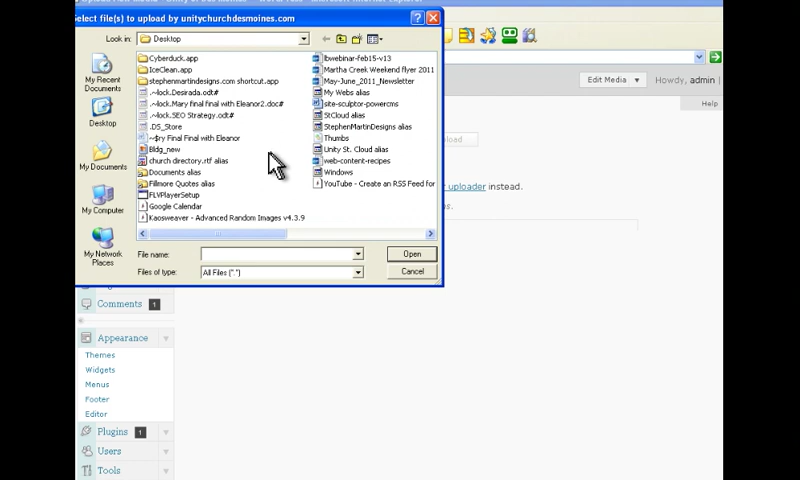 Select file(s) to upload by unitychurchdesmoines.com
Look in:
Desktop
My Recent
Documents
Desktop
My Documents
My Computer
My Network
Places
Cyberduck.app
IceClean.app
stephenmartindesigns.com shortcut.app
.~lock.Desirada.odt#
.~lock.Mary final final with Eleanor2.doc#
.~lock.SEO Strategy.odt#
.DS_Store
~$ry Final Final with Eleanor
Bldg_new
church directory.rtf alias
Documents alias
Fillmore Quotes alias
FLVPlayerSetup
Google Calendar
Kaosweaver - Advanced Random Images v4.3.9
lbwebinar-feb15-v13
Martha Creek Weekend flyer 2011
May-June_2011_Newsletter
My Webs alias
site-sculptor-powercms
StCloud alias
StephenMartinDesigns alias
Thumbs
Unity St. Cloud alias
web-content-recipes
Windows
YouTube - Create an RSS Feed for
File name:
Open
Files of type:
All Files (*.*)
Cancel
Edit Media
Howdy, admin
Help
uploader instead.
Comments 1
Appearance
Themes
Widgets
Menus
Footer
Editor
Plugins 1
Users
Tools